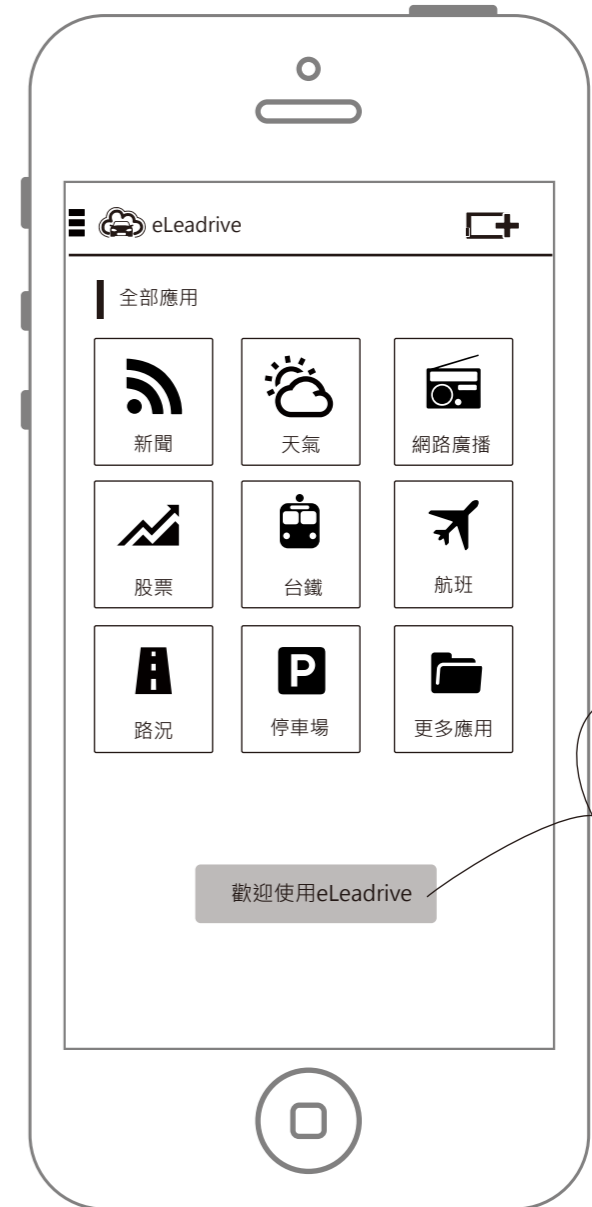 eLeadrive
全部應用
新聞
天氣
網路廣播
股票
台鐵
航班
路況
P
停車場
更多應用
歡迎使用eLeadrive